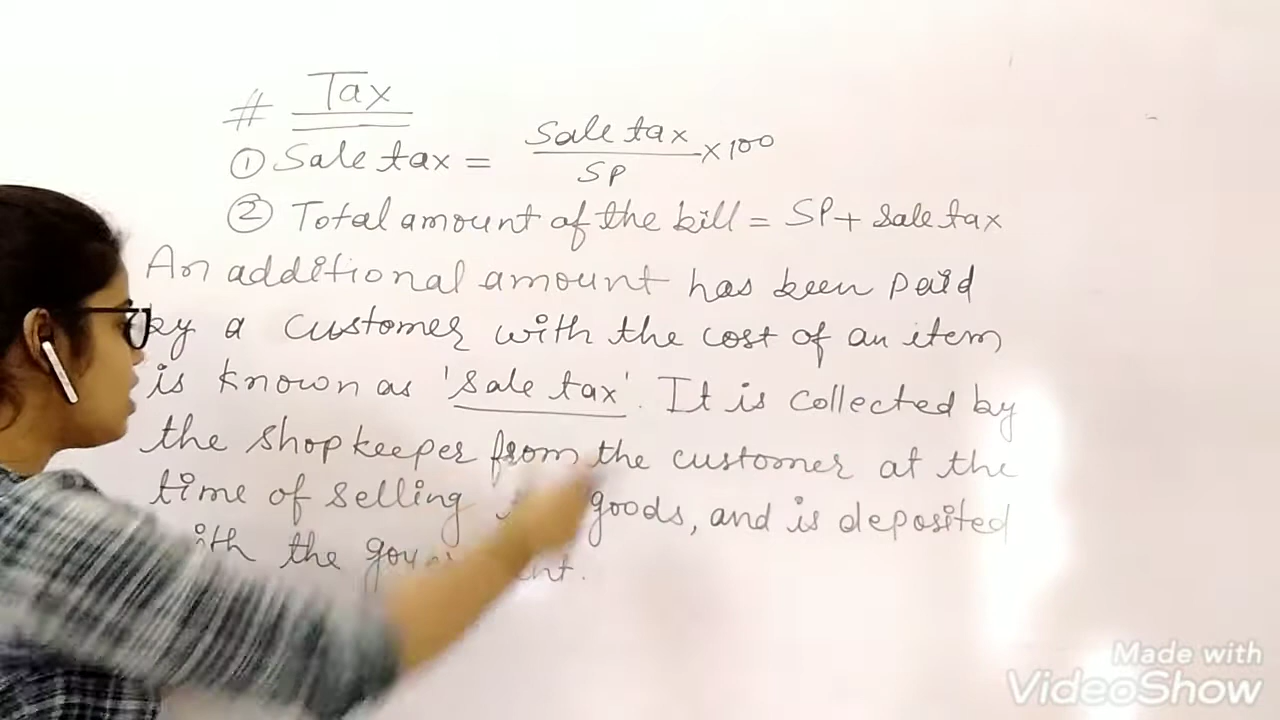 # Tax
① Sale tax = Sale tax / SP × 100
② Total amount of the bill = SP + Sale tax
An additional amount has been paid
by a customer with the cost of an item
is known as 'Sale tax'. It is collected by
the shopkeeper from the customer at the
time of selling goods, and is deposited
the
Made with
VideoShow